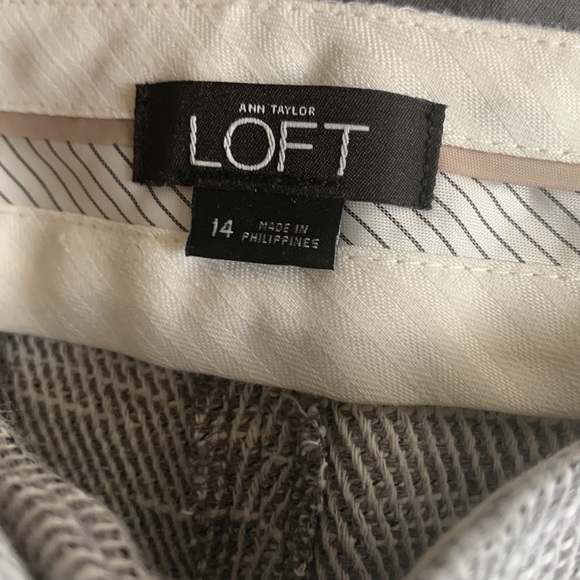 ANN TAYLOR
LOFT
14
MADE IN
PHILIPPINES